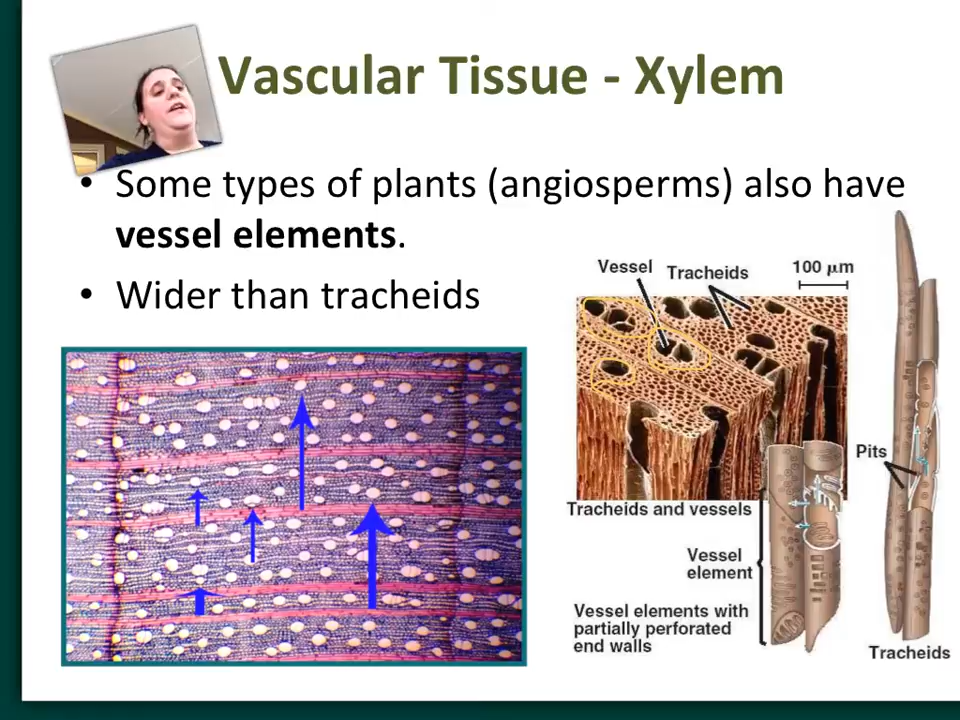 Vascular Tissue - Xylem
• Some types of plants (angiosperms) also have
vessel elements.
• Wider than tracheids
Vessel
Tracheids
100 μm
Pits
Tracheids and vessels
Vessel
element
Vessel elements with
partially perforated
end walls
Tracheids